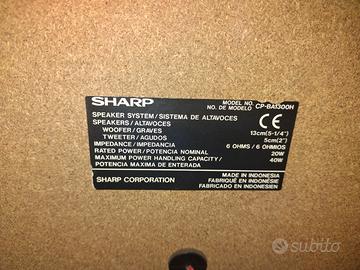 SHARP
MODEL NO. CP-BA1300H
NO. DE MODELO
SPEAKER SYSTEM/SISTEMA DE ALTAVOCES
SPEAKERS/ALTAVOCES
WOOFER/GRAVES 13cm(5-1/4")
TWEETER/AGUDOS 5cm(2")
IMPEDANCE/IMPEDANCIA 6 OHMS/6 OHMIOS
RATED POWER/POTENCIA NOMINAL 20W
MAXIMUM POWER HANDLING CAPACITY/ 40W
POTENCIA MAXIMA DE ENTERADA
SHARP CORPORATION
MADE IN INDONESIA
FABRIQUÉ EN INDONÉSIE
FABRICADO EN INDONESIEN
subito